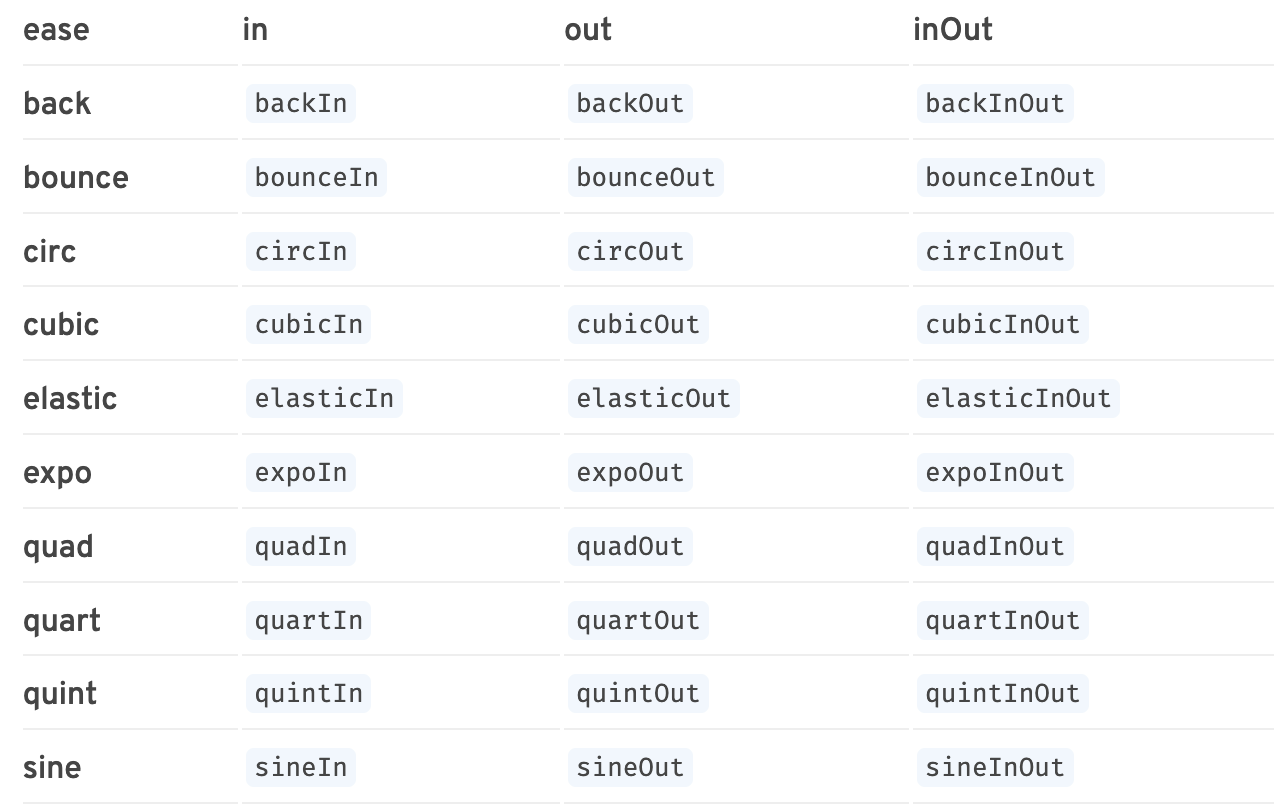 ease in out inOut
back backIn backOut backInOut
bounce bounceIn bounceOut bounceInOut
circ circIn circOut circInOut
cubic cubicIn cubicOut cubicInOut
elastic elasticIn elasticOut elasticInOut
expo expoIn expoOut expoInOut
quad quadIn quadOut quadInOut
quart quartIn quartOut quartInOut
quint quintIn quintOut quintInOut
sine sineIn sineOut sineInOut